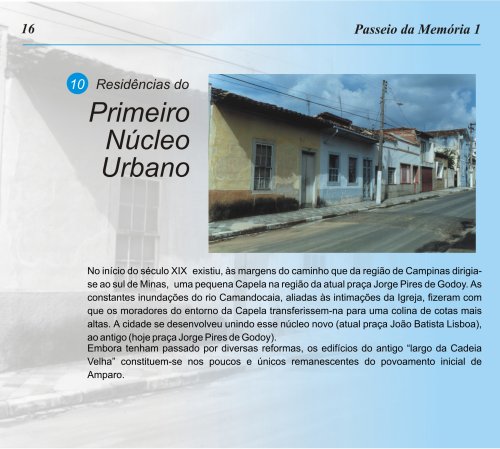 16
Passeio da Memória 1
10 Residências do
Primeiro
Núcleo
Urbano
No início do século XIX existiu, às margens do caminho que da região de Campinas dirigia-
se ao sul de Minas, uma pequena Capela na região da atual praça Jorge Pires de Godoy. As
constantes inundações do rio Camandocaia, aliadas às intimações da Igreja, fizeram com
que os moradores do entorno da Capela transferissem-na para uma colina de cotas mais
altas. A cidade se desenvolveu unindo esse núcleo novo (atual praça João Batista Lisboa),
ao antigo (hoje praça Jorge Pires de Godoy).
Embora tenham passado por diversas reformas, os edifícios do antigo “largo da Cadeia
Velha” constituem-se nos poucos e únicos remanescentes do povoamento inicial de
Amparo.